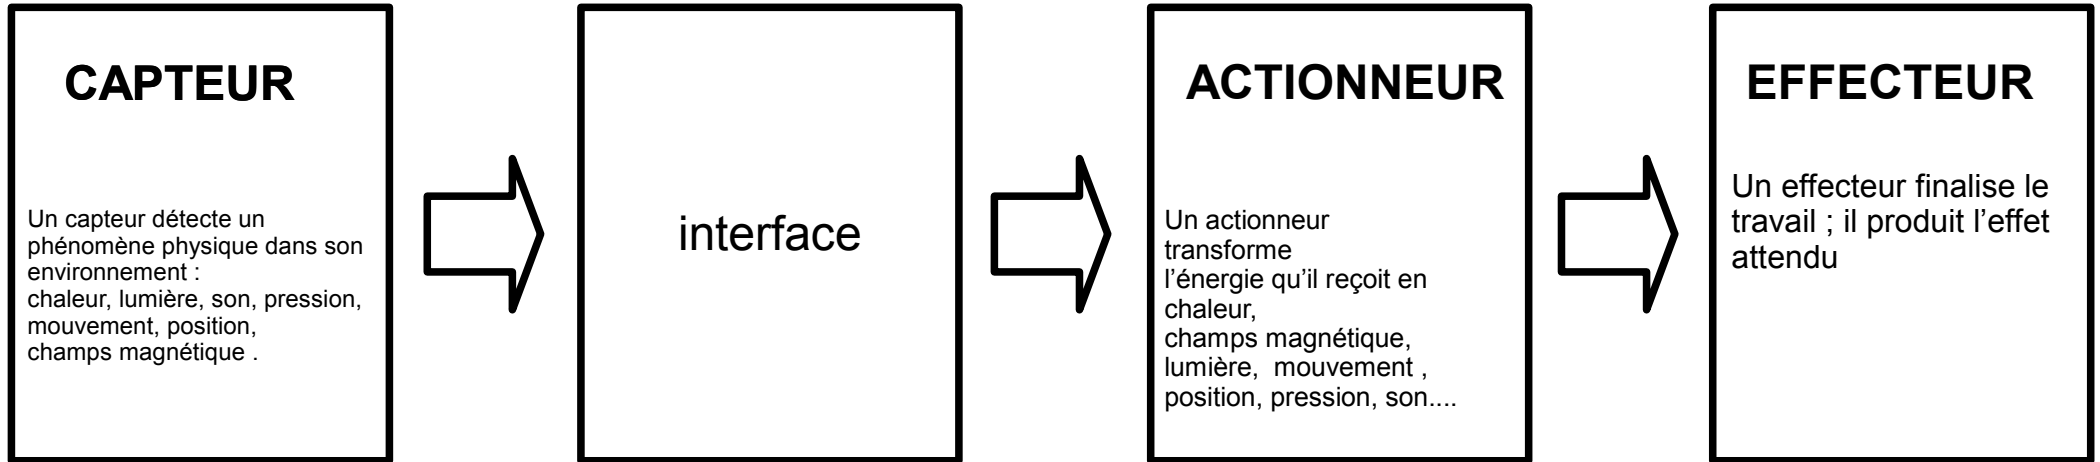 CAPTEUR
Un capteur détecte un
phénomène physique dans son
environnement :
chaleur, lumière, son, pression,
mouvement, position,
champs magnétique .
interface
ACTIONNEUR
Un actionneur
transforme
l’énergie qu’il reçoit en
chaleur,
champs magnétique,
lumière,  mouvement ,
position, pression, son....
EFFECTEUR
Un effecteur finalise le
travail ; il produit l’effet
attendu